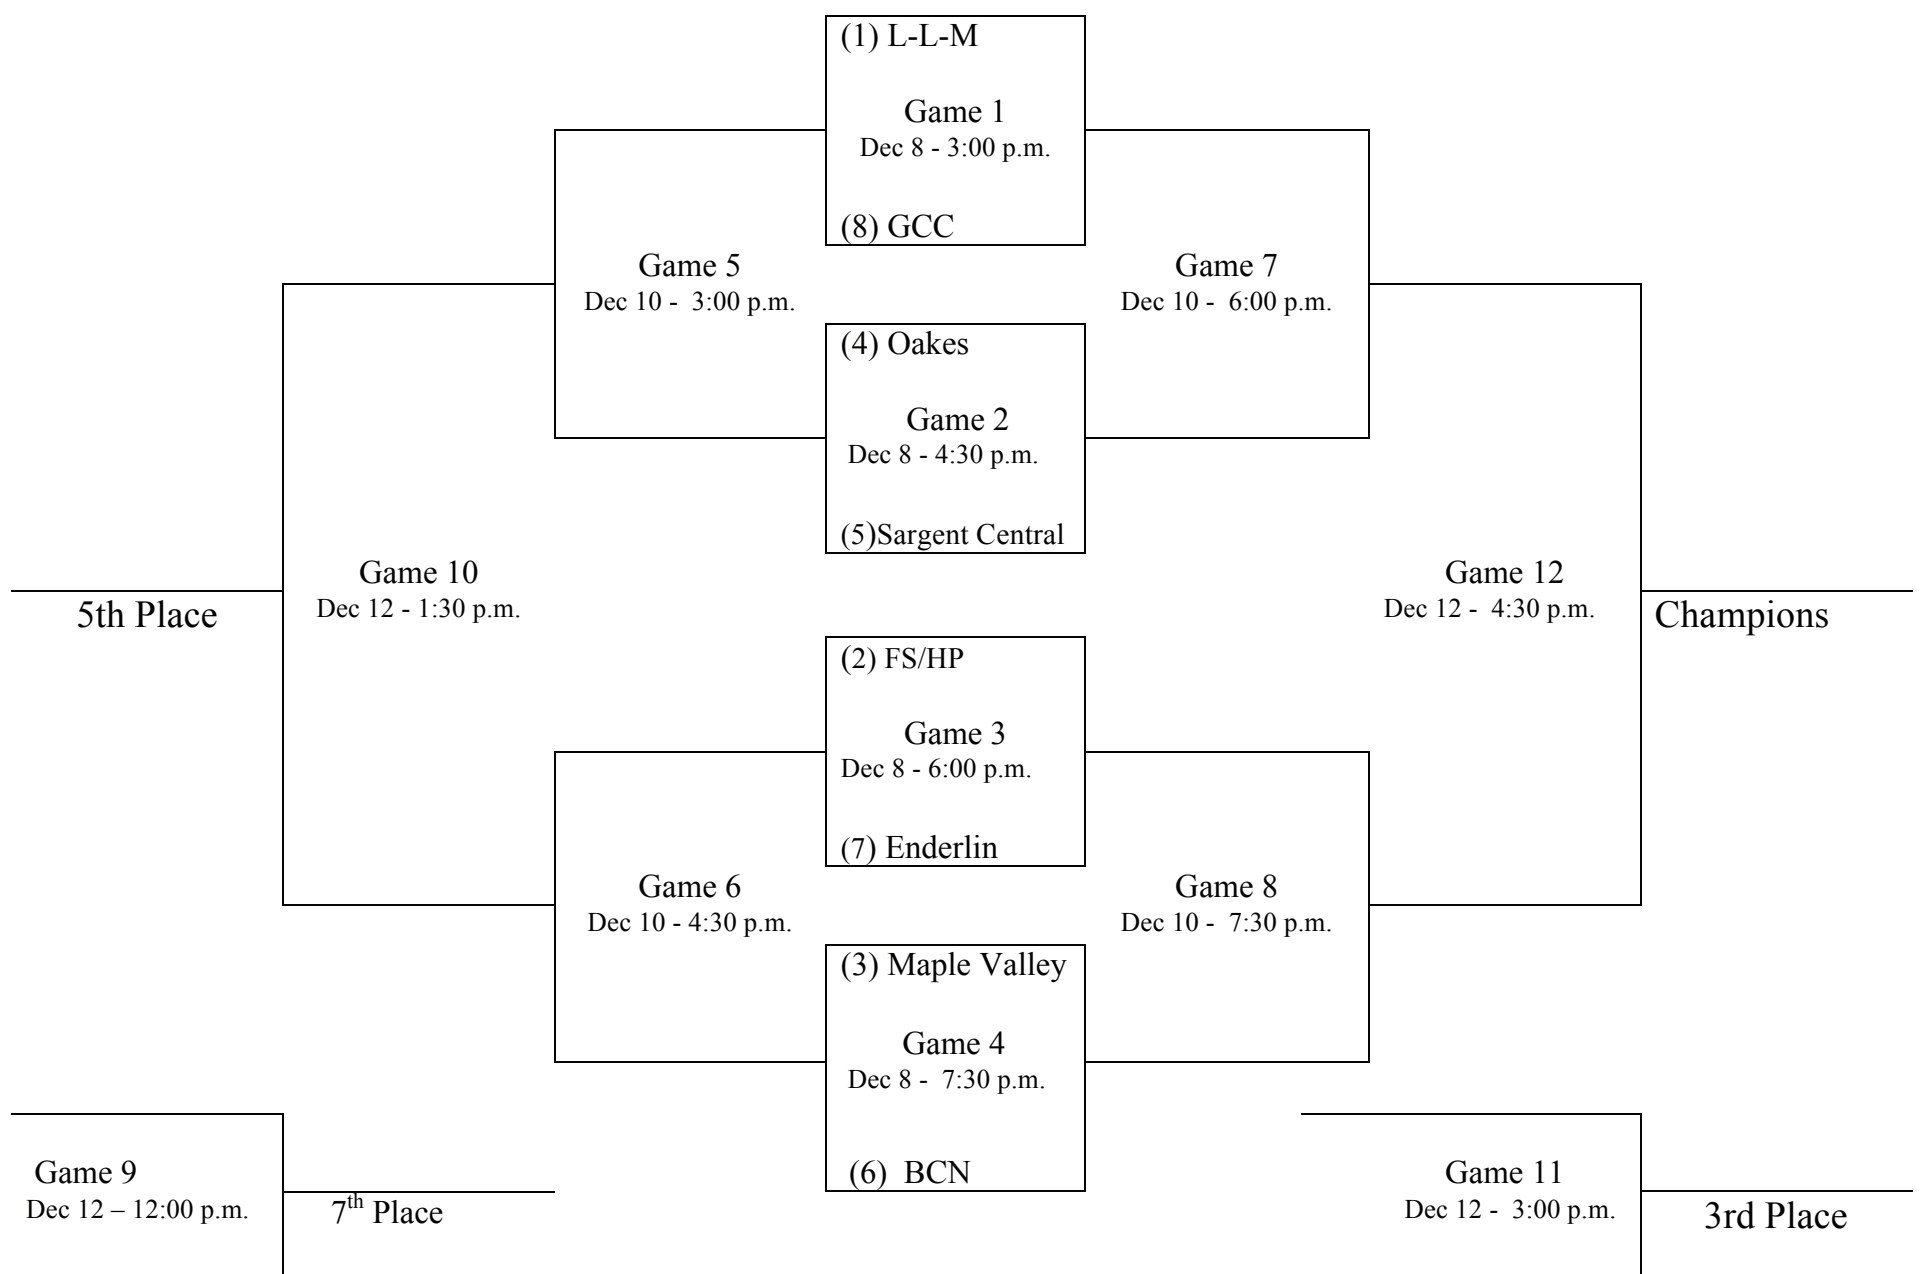 (1) L-L-M
Game 1
Dec 8 - 3:00 p.m.
(8) GCC
Game 5
Dec 10 -  3:00 p.m.
Game 7
Dec 10 -  6:00 p.m.
(4) Oakes
Game 2
Dec 8 - 4:30 p.m.
(5)Sargent Central
Game 10
Dec 12 - 1:30 p.m.
5th Place
Game 12
Dec 12 -  4:30 p.m.
Champions
(2) FS/HP
Game 3
Dec 8 - 6:00 p.m.
(7) Enderlin
Game 6
Dec 10 - 4:30 p.m.
Game 8
Dec 10 -  7:30 p.m.
(3) Maple Valley
Game 4
Dec 8 -  7:30 p.m.
(6)  BCN
Game 9
Dec 12 – 12:00 p.m.
7th Place
Game 11
Dec 12 -  3:00 p.m.
3rd Place